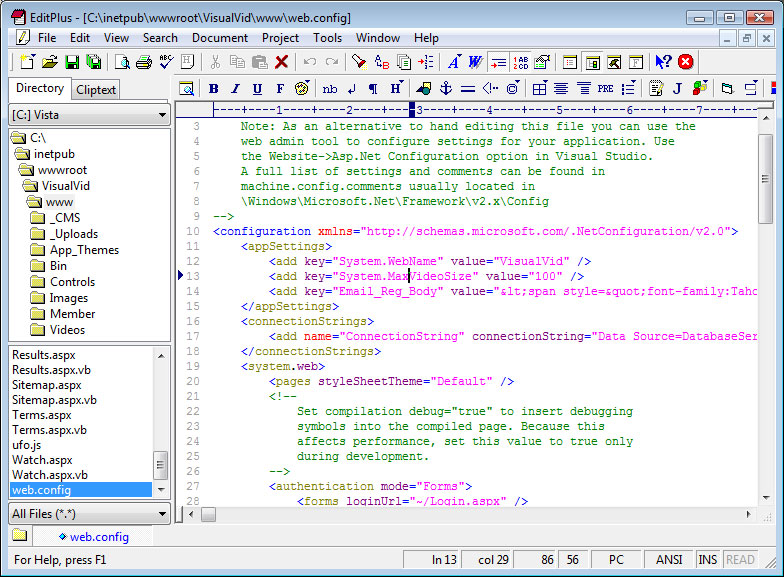 EditPlus - [C:\inetpub\wwwroot\VisualVid\www\web.config]
File Edit View Search Document Project Tools Window Help
B I U F nb ¶ H PRE J
Directory Cliptext
[C:] Vista
C:\
inetpub
wwwroot
VisualVid
www
_CMS
_Uploads
App_Themes
Bin
Controls
Images
Member
Videos
Results.aspx
Results.aspx.vb
Sitemap.aspx
Sitemap.aspx.vb
Terms.aspx
Terms.aspx.vb
ufo.js
Watch.aspx
Watch.aspx.vb
web.config
All Files (*.*)
----+----1----+----2----+----3----+----4----+----5----+----6----+----7----+--
3 Note: As an alternative to hand editing this file you can use the
4 web admin tool to configure settings for your application. Use
5 the Website->Asp.Net Configuration option in Visual Studio.
6 A full list of settings and comments can be found in
7 machine.config.comments usually located in
8 \Windows\Microsoft.Net\Framework\v2.x\Config
9 -->
10 <configuration xmlns="http://schemas.microsoft.com/.NetConfiguration/v2.0">
11 <appSettings>
12 <add key="System.WebName" value="VisualVid" />
13 <add key="System.MaxVideoSize" value="100" />
14 <add key="Email_Reg_Body" value="&lt;span style=&quot;font-family:Taho
15 </appSettings>
16 <connectionStrings>
17 <add name="ConnectionString" connectionString="Data Source=DatabaseSer
18 </connectionStrings>
19 <system.web>
20 <pages styleSheetTheme="Default" />
21 <!--
22 Set compilation debug="true" to insert debugging
23 symbols into the compiled page. Because this
24 affects performance, set this value to true only
25 during development.
26 -->
27 <authentication mode="Forms">
28 <forms loginUrl="~/Login.aspx" />
web.config
For Help, press F1 ln 13 col 29 86 56 PC ANSI INS READ